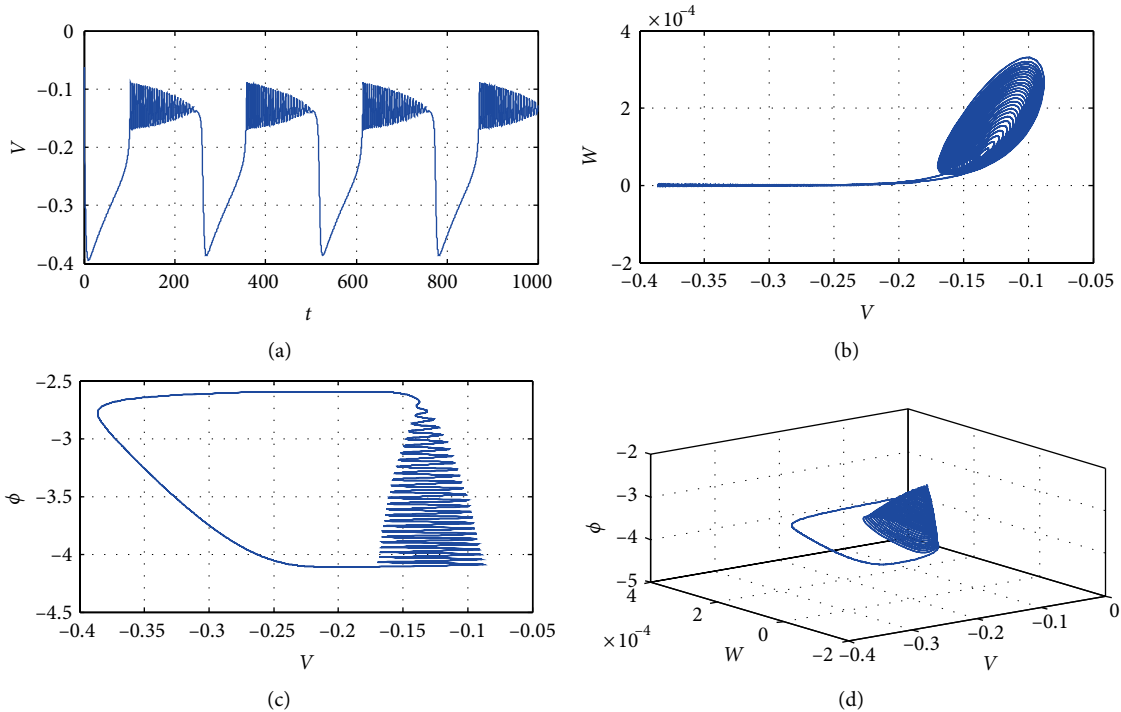 0
−0.1
−0.2
−0.3
−0.4
V
0 200 400 600 800 1000
t
(a)
×10⁻⁴
4
2
0
−2
W
−0.4 −0.35 −0.3 −0.25 −0.2 −0.15 −0.1 −0.05
V
(b)
−2.5
−3
−3.5
−4
−4.5
ϕ
−0.4 −0.35 −0.3 −0.25 −0.2 −0.15 −0.1 −0.05
V
(c)
−2
−3
−4
−5
ϕ
4 2 0 −2
×10⁻⁴
W
−0.4 −0.3 −0.2 −0.1 0
V
(d)